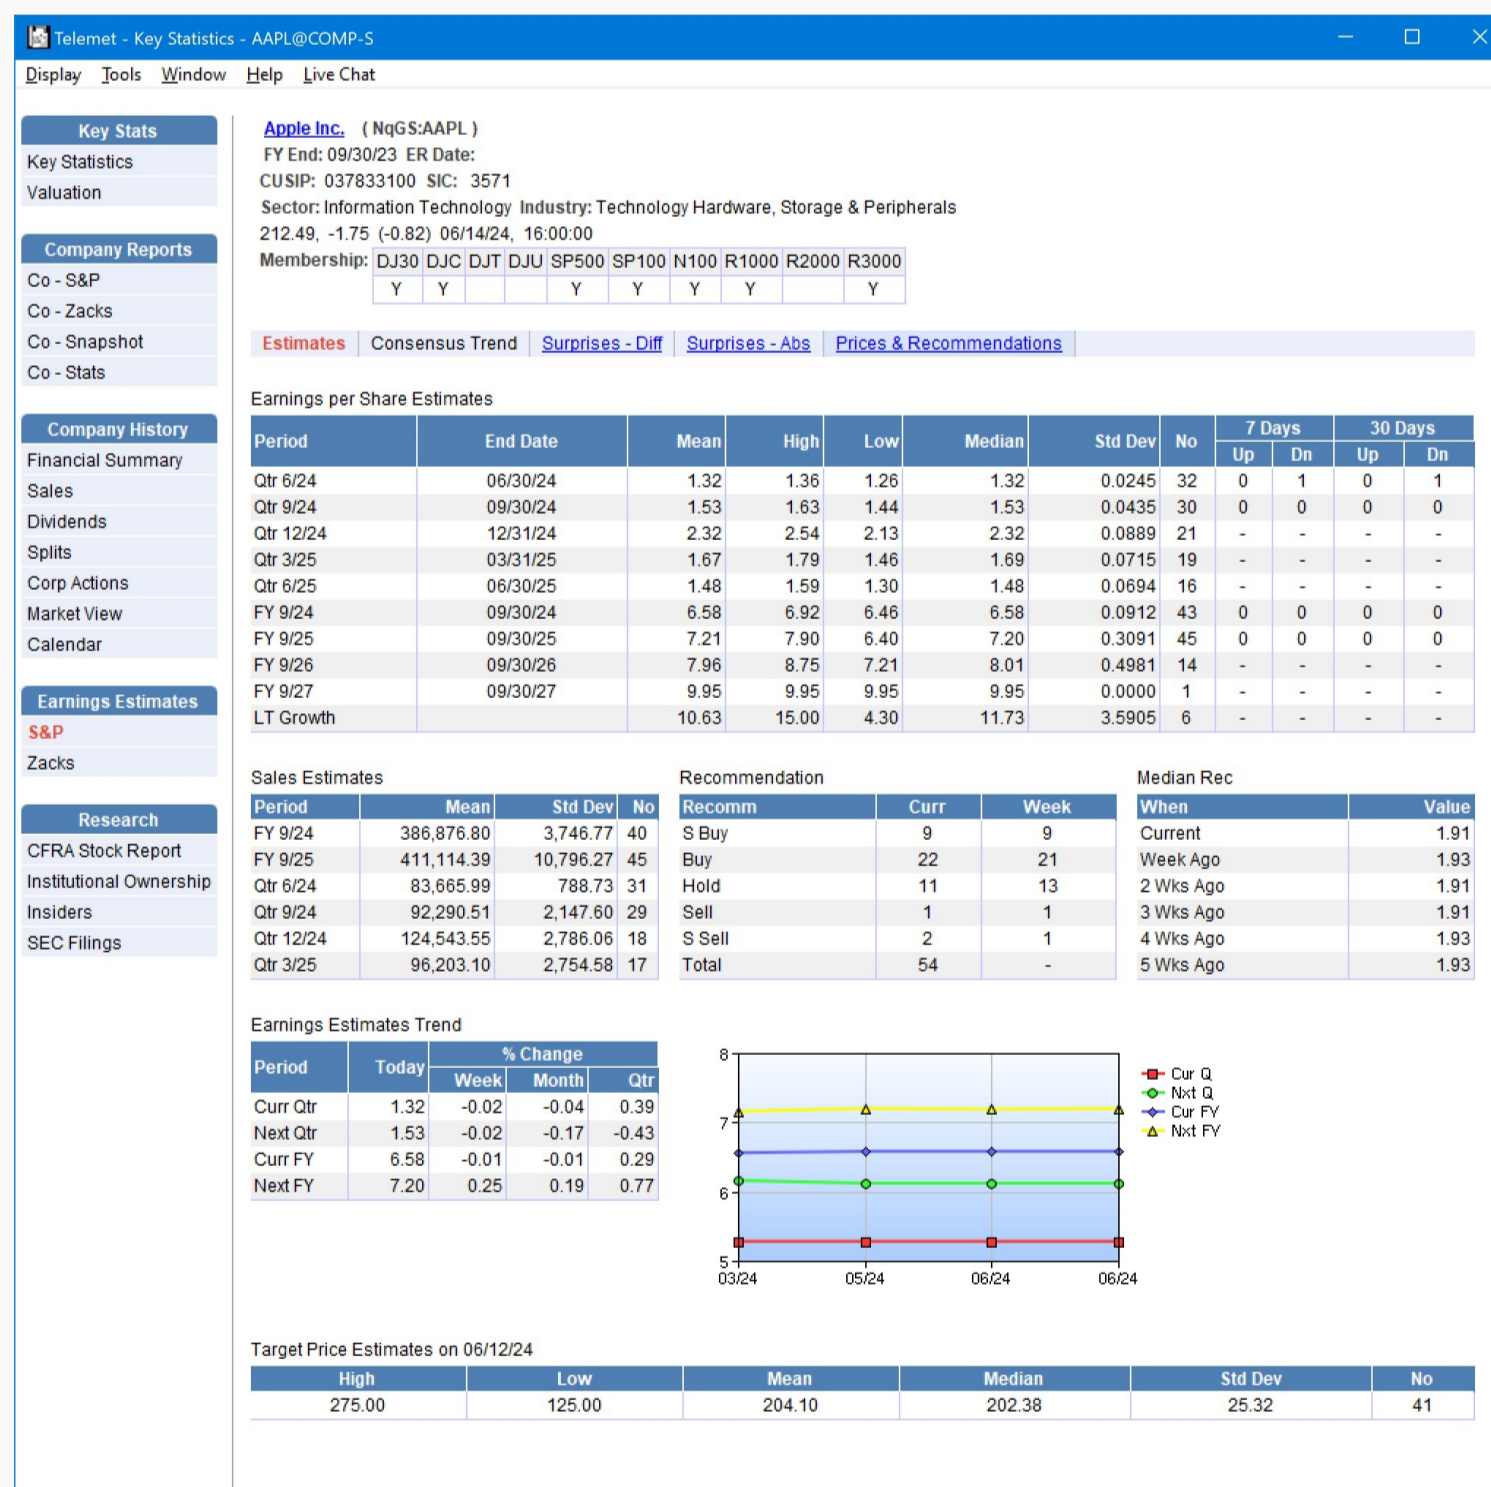 Telemet - Key Statistics - AAPL@COMP-S
Display Tools Window Help Live Chat
Key Stats
Key Statistics
Valuation
Company Reports
Co - S&P
Co - Zacks
Co - Snapshot
Co - Stats
Company History
Financial Summary
Sales
Dividends
Splits
Corp Actions
Market View
Calendar
Earnings Estimates
S&P
Zacks
Research
CFRA Stock Report
Institutional Ownership
Insiders
SEC Filings
Apple Inc. ( NqGS:AAPL )
FY End: 09/30/23 ER Date:
CUSIP: 037833100 SIC: 3571
Sector: Information Technology Industry: Technology Hardware, Storage & Peripherals
212.49, -1.75 (-0.82) 06/14/24, 16:00:00
Membership: DJ30 DJC DJT DJU SP500 SP100 N100 R1000 R2000 R3000
Y Y Y Y Y Y Y
Estimates Consensus Trend Surprises - Diff Surprises - Abs Prices & Recommendations
Earnings per Share Estimates
Period End Date Mean High Low Median Std Dev No 7 Days 30 Days
Up Dn Up Dn
Qtr 6/24 06/30/24 1.32 1.36 1.26 1.32 0.0245 32 0 1 0 1
Qtr 9/24 09/30/24 1.53 1.63 1.44 1.53 0.0435 30 0 0 0 0
Qtr 12/24 12/31/24 2.32 2.54 2.13 2.32 0.0889 21 - - - -
Qtr 3/25 03/31/25 1.67 1.79 1.46 1.69 0.0715 19 - - - -
Qtr 6/25 06/30/25 1.48 1.59 1.30 1.48 0.0694 16 - - - -
FY 9/24 09/30/24 6.58 6.92 6.46 6.58 0.0912 43 0 0 0 0
FY 9/25 09/30/25 7.21 7.90 6.40 7.20 0.3091 45 0 0 0 0
FY 9/26 09/30/26 7.96 8.75 7.21 8.01 0.4981 14 - - - -
FY 9/27 09/30/27 9.95 9.95 9.95 9.95 0.0000 1 - - - -
LT Growth 10.63 15.00 4.30 11.73 3.5905 6 - - - -
Sales Estimates
Period Mean Std Dev No
FY 9/24 386,876.80 3,746.77 40
FY 9/25 411,114.39 10,796.27 45
Qtr 6/24 83,665.99 788.73 31
Qtr 9/24 92,290.51 2,147.60 29
Qtr 12/24 124,543.55 2,786.06 18
Qtr 3/25 96,203.10 2,754.58 17
Recommendation
Recomm Curr Week
S Buy 9 9
Buy 22 21
Hold 11 13
Sell 1 1
S Sell 2 1
Total 54 -
Median Rec
When Value
Current 1.91
Week Ago 1.93
2 Wks Ago 1.91
3 Wks Ago 1.91
4 Wks Ago 1.93
5 Wks Ago 1.93
Earnings Estimates Trend
Period Today % Change
Week Month Qtr
Curr Qtr 1.32 -0.02 -0.04 0.39
Next Qtr 1.53 -0.02 -0.17 -0.43
Curr FY 6.58 -0.01 -0.01 0.29
Next FY 7.20 0.25 0.19 0.77
8
7
6
5
03/24 05/24 06/24 06/24
Cur Q
Nxt Q
Cur FY
Nxt FY
Target Price Estimates on 06/12/24
High Low Mean Median Std Dev No
275.00 125.00 204.10 202.38 25.32 41